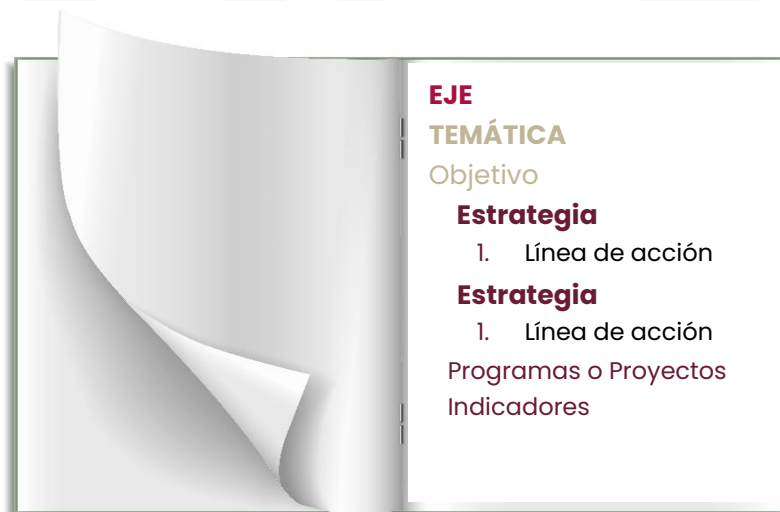 EJE
TEMÁTICA
Objetivo
Estrategia
1. Línea de acción
Estrategia
1. Línea de acción
Programas o Proyectos
Indicadores